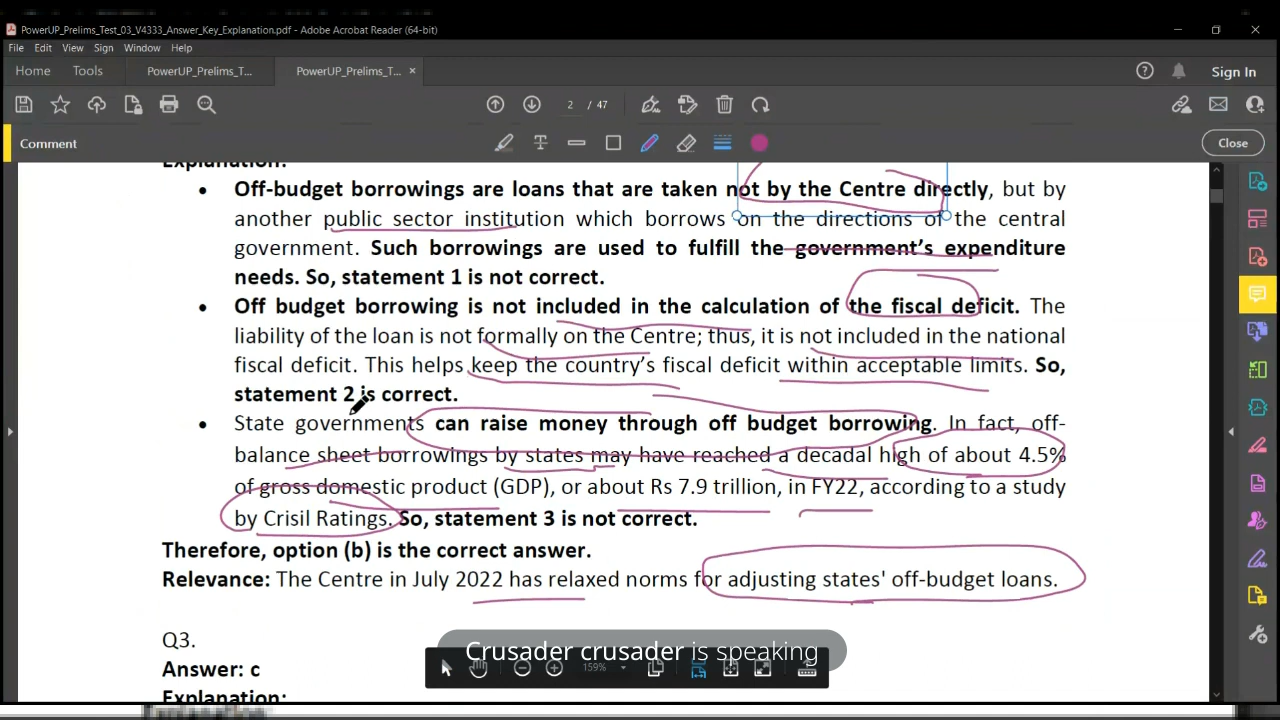 PowerUP_Prelims_Test_03_V4333_Answer_Key_Explanation.pdf - Adobe Acrobat Reader (64-bit)
File Edit View Sign Window Help
Home Tools PowerUP_Prelims_T... PowerUP_Prelims_T... × Sign In
2 / 47
Comment Close
Explanation:
• Off-budget borrowings are loans that are taken not by the Centre directly, but by
another public sector institution which borrows on the directions of the central
government. Such borrowings are used to fulfill the government's expenditure
needs. So, statement 1 is not correct.
• Off budget borrowing is not included in the calculation of the fiscal deficit. The
liability of the loan is not formally on the Centre; thus, it is not included in the national
fiscal deficit. This helps keep the country's fiscal deficit within acceptable limits. So,
statement 2 is correct.
• State governments can raise money through off budget borrowing. In fact, off-
balance sheet borrowings by states may have reached a decadal high of about 4.5%
of gross domestic product (GDP), or about Rs 7.9 trillion, in FY22, according to a study
by Crisil Ratings. So, statement 3 is not correct.
Therefore, option (b) is the correct answer.
Relevance: The Centre in July 2022 has relaxed norms for adjusting states' off-budget loans.
Q3.
Crusader crusader is speaking
Answer: c
159%
Explanation: